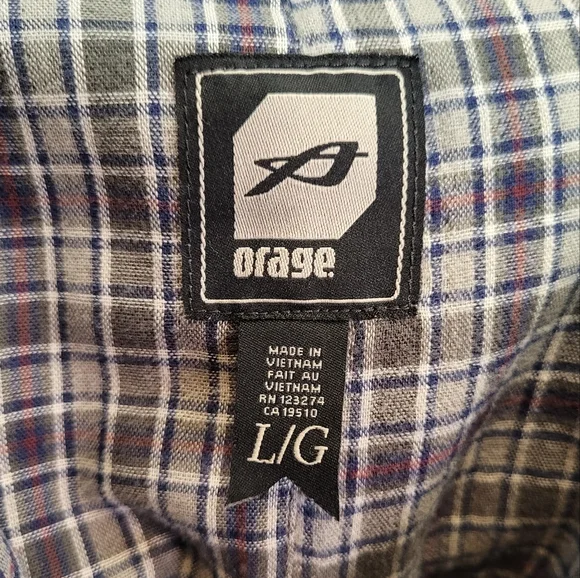 orage
MADE IN
VIETNAM
FAIT AU
VIETNAM
RN 123274
CA 19510
L/G